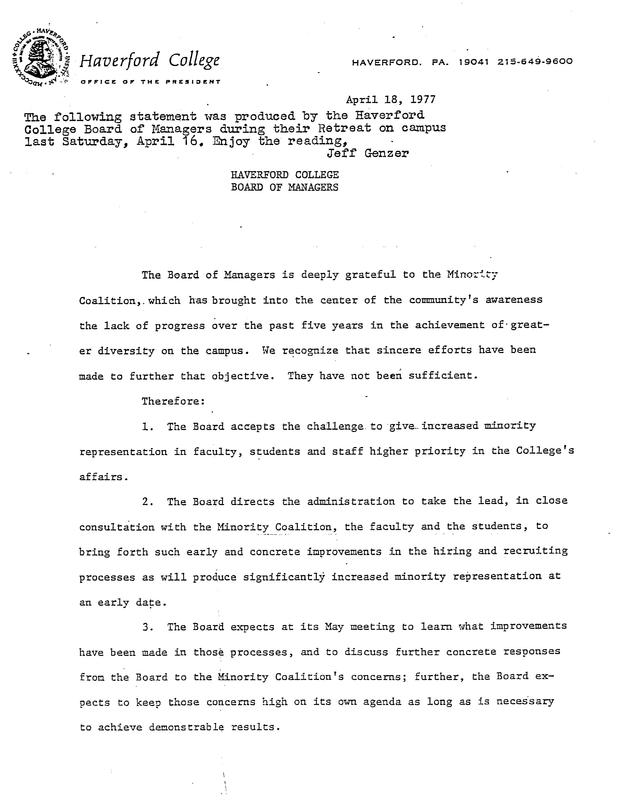 Haverford College
HAVERFORD. PA. 19041 215-649-9600
OFFICE OF THE PRESIDENT
April 18, 1977
The following statement was produced by the Haverford
College Board of Managers during their Retreat on campus
last Saturday, April 16. Enjoy the reading,
Jeff Genzer
HAVERFORD COLLEGE
BOARD OF MANAGERS
The Board of Managers is deeply grateful to the Minority
Coalition, which has brought into the center of the community's awareness
the lack of progress over the past five years in the achievement of great-
er diversity on the campus. We recognize that sincere efforts have been
made to further that objective. They have not been sufficient.
Therefore:
1. The Board accepts the challenge to give increased minority
representation in faculty, students and staff higher priority in the College's
affairs.
2. The Board directs the administration to take the lead, in close
consultation with the Minority Coalition, the faculty and the students, to
bring forth such early and concrete improvements in the hiring and recruiting
processes as will produce significantly increased minority representation at
an early date.
3. The Board expects at its May meeting to learn what improvements
have been made in those processes, and to discuss further concrete responses
from the Board to the Minority Coalition's concerns; further, the Board ex-
pects to keep those concerns high on its own agenda as long as is necessary
to achieve demonstrable results.